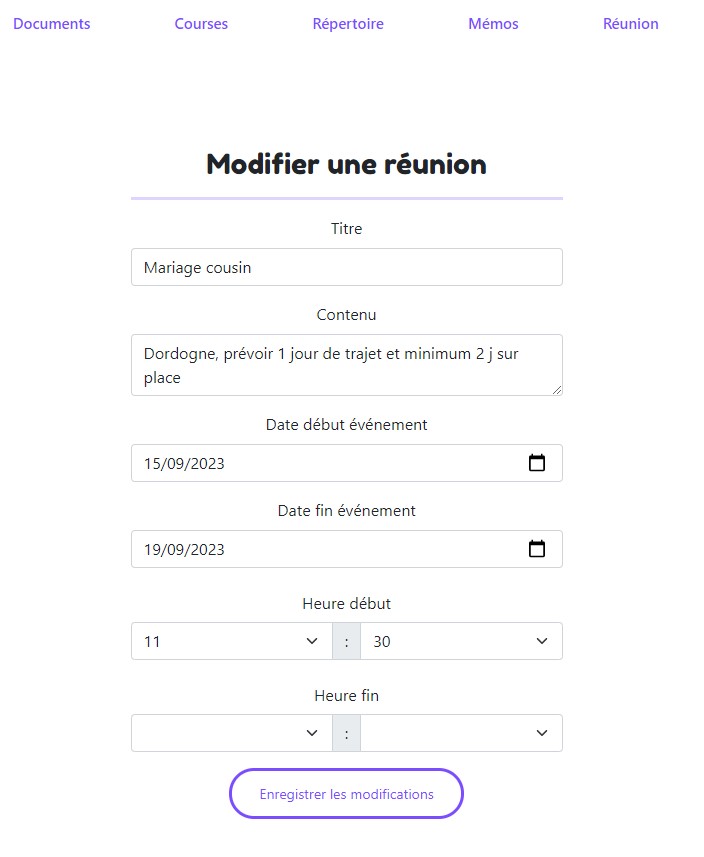 Documents Courses Répertoire Mémos Réunion
Modifier une réunion
Titre
Mariage cousin
Contenu
Dordogne, prévoir 1 jour de trajet et minimum 2 j sur
place
Date début événement
15/09/2023
Date fin événement
19/09/2023
Heure début
11 : 30
Heure fin
:
Enregistrer les modifications